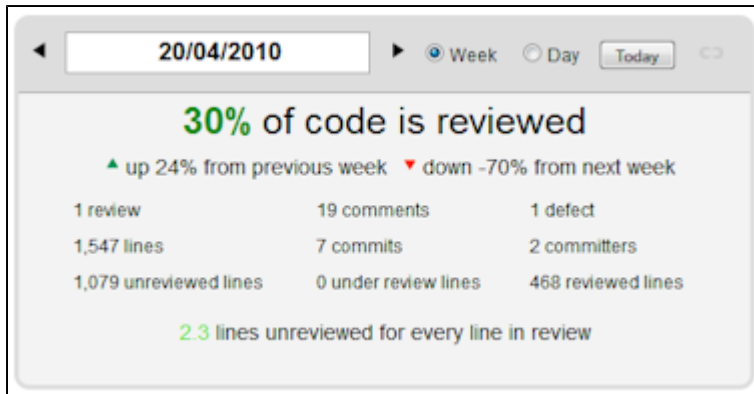 20/04/2010 Week Day Today
30% of code is reviewed
up 24% from previous week down -70% from next week
1 review 19 comments 1 defect
1,547 lines 7 commits 2 committers
1,079 unreviewed lines 0 under review lines 468 reviewed lines
2.3 lines unreviewed for every line in review